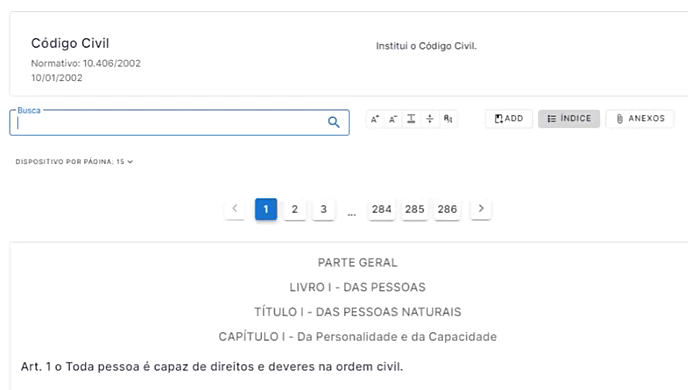 Código Civil
Institui o Código Civil.
Normativo: 10.406/2002
10/01/2002
Busca
A+ A- ADD ÍNDICE ANEXOS
DISPOSITIVO POR PÁGINA: 15
1 2 3 ... 284 285 286
PARTE GERAL
LIVRO I - DAS PESSOAS
TÍTULO I - DAS PESSOAS NATURAIS
CAPÍTULO I - Da Personalidade e da Capacidade
Art. 1 o Toda pessoa é capaz de direitos e deveres na ordem civil.